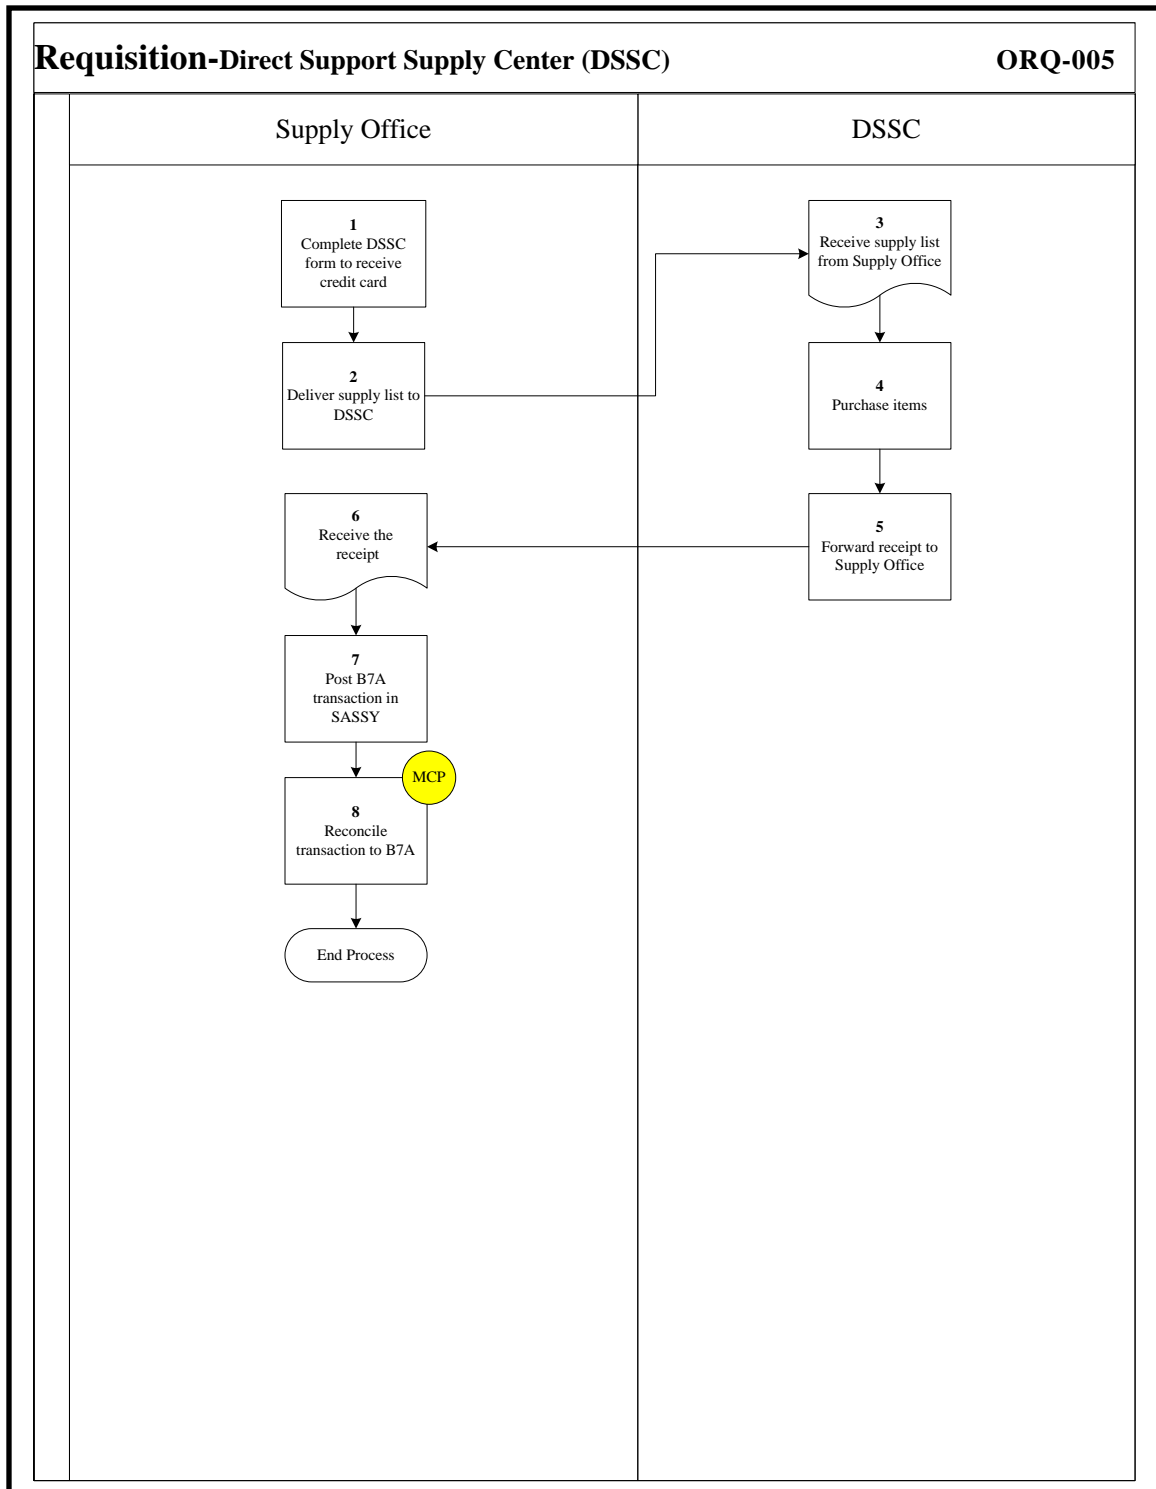 Requisition-Direct Support Supply Center (DSSC) ORQ-005
Supply Office
DSSC
1
Complete DSSC
form to receive
credit card
2
Deliver supply list to
DSSC
3
Receive supply list
from Supply Office
4
Purchase items
5
Forward receipt to
Supply Office
6
Receive the
receipt
7
Post B7A
transaction in
SASSY
MCP
8
Reconcile
transaction to B7A
End Process